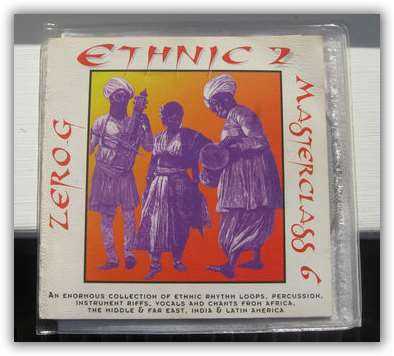 ETHNIC 2
ZERO.G
MASTERCLASS 6
AN ENORMOUS COLLECTION OF ETHNIC RHYTHM LOOPS, PERCUSSION,
INSTRUMENT RIFFS, VOCALS AND CHANTS FROM AFRICA,
THE MIDDLE & FAR EAST, INDIA & LATIN AMERICA